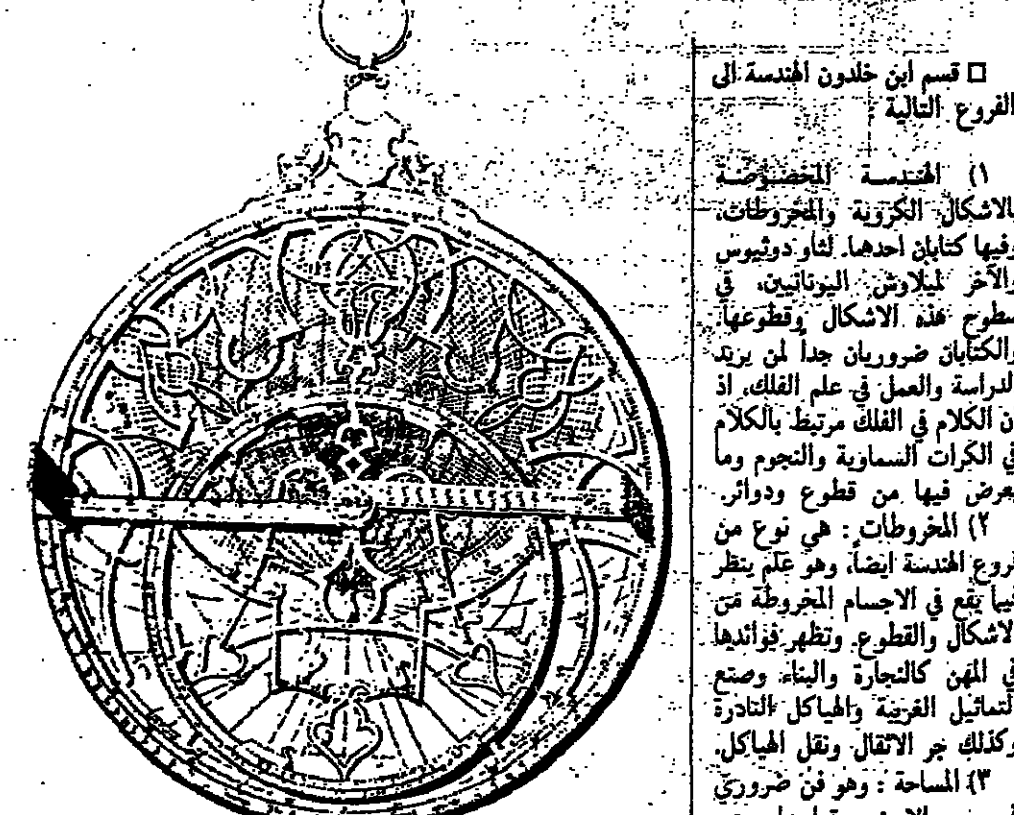 □ قسم ابن خلدون الهندسة الى
الفروع التالية :
١) الهندسة المخصوصة
بالاشكال الكروية والمخروطات،
وفيها كتابان احدهما لثاو دوثيوس
والآخر لميلاوش اليونانيين، في
سطوح هذه الاشكال وقطوعها.
والكتابان ضروريان جداً لمن يريد
الدراسة والعمل في علم الفلك، اذ
ان الكلام في الفلك مرتبط بالكلام
في الكرات السماوية والنجوم وما
يعرض فيها من قطوع ودوائر.
٢) المخروطات : هي نوع من
فروع الهندسة ايضاً، وهو علم ينظر
فيما يقع في الاجسام المخروطة من
الاشكال والقطوع وتظهر فوائدها
في المهن كالنجارة والبناء وصنع
التماثيل الغريبة والهياكل النادرة
وكذلك جر الاثقال ونقل الهياكل.
٣) المساحة : وهو فن ضروري